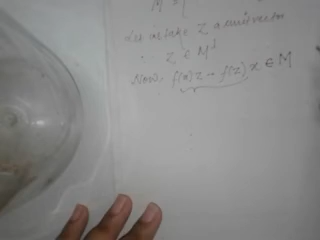 M = {
Let us take Z a unit vector
∴ Z ∈ M⊥
Now, f(x)Z - f(z)x ∈ M